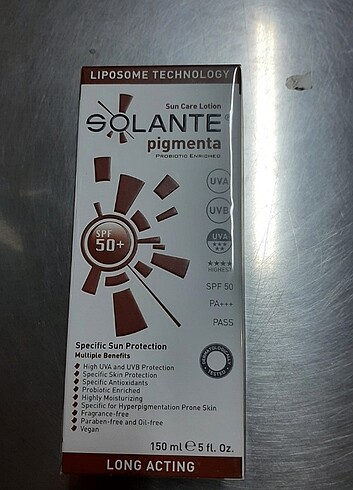 LIPOSOME TECHNOLOGY
Sun Care Lotion
SOLANTE®
pigmenta
PROBIOTIC ENRICHED
UVA
UVB
SPF
50+
UVA
HIGHEST
SPF 50
PA+++
PASS
DERMATOLOGICALLY TESTED
Specific Sun Protection
Multiple Benefits
High UVA and UVB Protection
Specific Skin Protection
Specific Antioxidants
Probiotic Enriched
Highly Moisturizing
Specific for Hyperpigmentation Prone Skin
Fragrance-free
Paraben-free and Oil-free
Vegan
150 ml ℮ 5 fl. Oz.
LONG ACTING